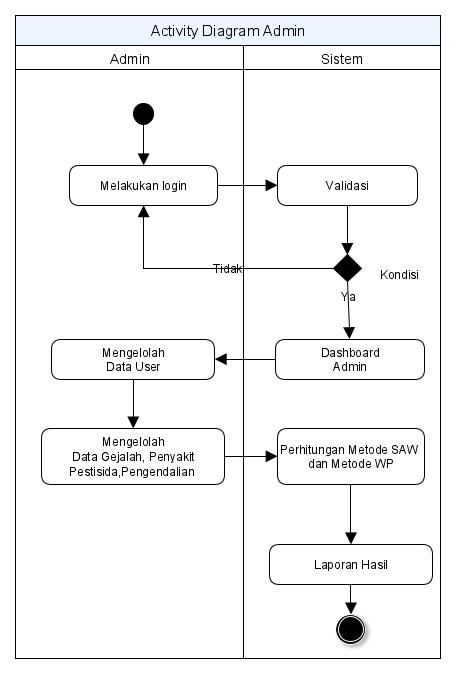 Activity Diagram Admin
Admin
Sistem
Melakukan login
Validasi
Tidak
Kondisi
Ya
Mengelolah
Data User
Dashboard
Admin
Mengelolah
Data Gejalah, Penyakit
Pestisida,Pengendalian
Perhitungan Metode SAW
dan Metode WP
Laporan Hasil